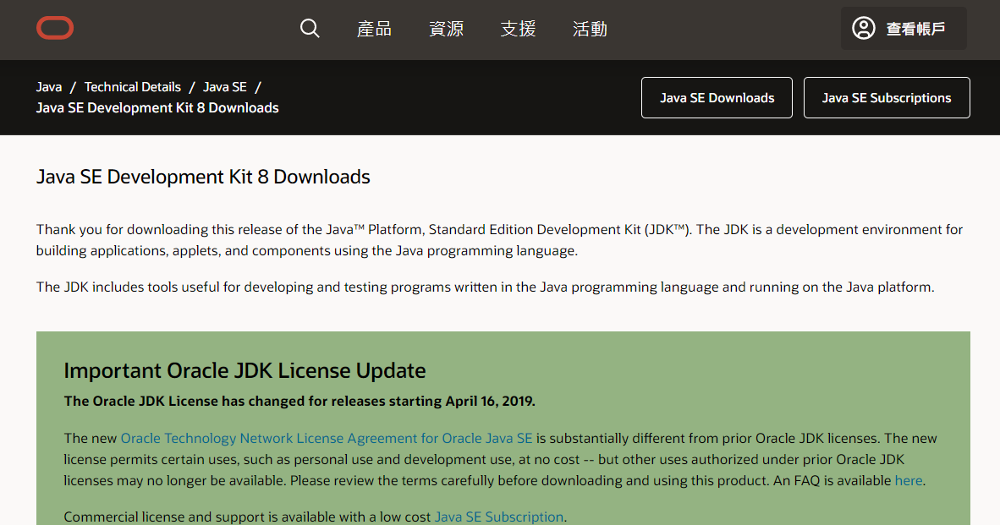 產品 資源 支援 活動 查看帳戶
Java / Technical Details / Java SE /
Java SE Development Kit 8 Downloads
Java SE Downloads Java SE Subscriptions
Java SE Development Kit 8 Downloads
Thank you for downloading this release of the Java™ Platform, Standard Edition Development Kit (JDK™). The JDK is a development environment for
building applications, applets, and components using the Java programming language.
The JDK includes tools useful for developing and testing programs written in the Java programming language and running on the Java platform.
Important Oracle JDK License Update
The Oracle JDK License has changed for releases starting April 16, 2019.
The new Oracle Technology Network License Agreement for Oracle Java SE is substantially different from prior Oracle JDK licenses. The new
license permits certain uses, such as personal use and development use, at no cost -- but other uses authorized under prior Oracle JDK
licenses may no longer be available. Please review the terms carefully before downloading and using this product. An FAQ is available here.
Commercial license and support is available with a low cost Java SE Subscription.